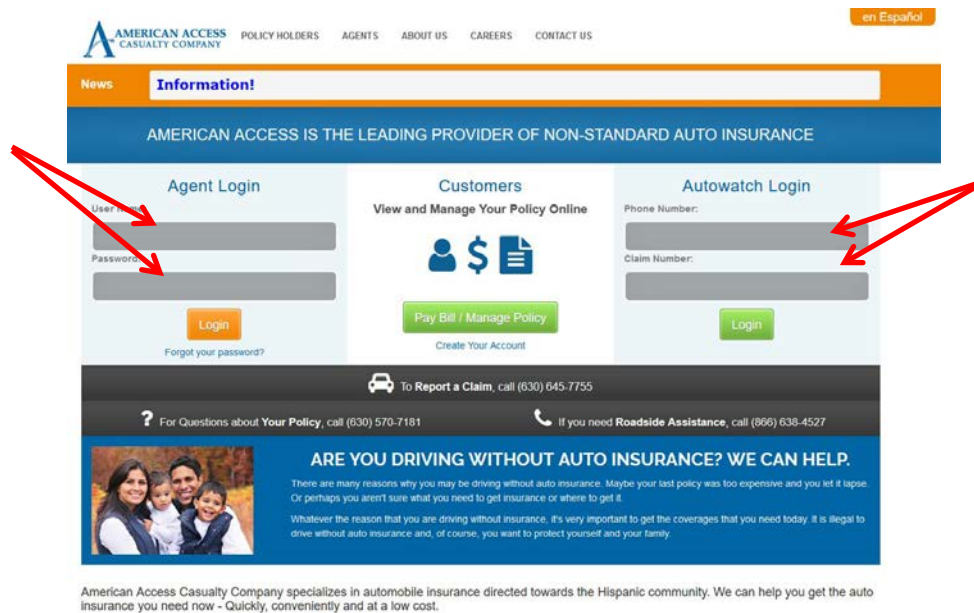 en Español
AMERICAN ACCESS
CASUALTY COMPANY
POLICY HOLDERS AGENTS ABOUT US CAREERS CONTACT US
News Information!
AMERICAN ACCESS IS THE LEADING PROVIDER OF NON-STANDARD AUTO INSURANCE
Agent Login
User Name:
Password:
Login
Forgot your password?
Customers
View and Manage Your Policy Online
Pay Bill / Manage Policy
Create Your Account
Autowatch Login
Phone Number:
Claim Number:
Login
To Report a Claim, call (630) 645-7755
? For Questions about Your Policy, call (630) 570-7181
If you need Roadside Assistance, call (866) 638-4527
ARE YOU DRIVING WITHOUT AUTO INSURANCE? WE CAN HELP.
There are many reasons why you may be driving without auto insurance. Maybe your last policy was too expensive and you let it lapse.
Or perhaps you aren't sure what you need to get insurance or where to get it.
Whatever the reason that you are driving without insurance, it's very important to get the coverages that you need today. It is illegal to
drive without auto insurance and, of course, you want to protect yourself and your family.
American Access Casualty Company specializes in automobile insurance directed towards the Hispanic community. We can help you get the auto
insurance you need now - Quickly, conveniently and at a low cost.